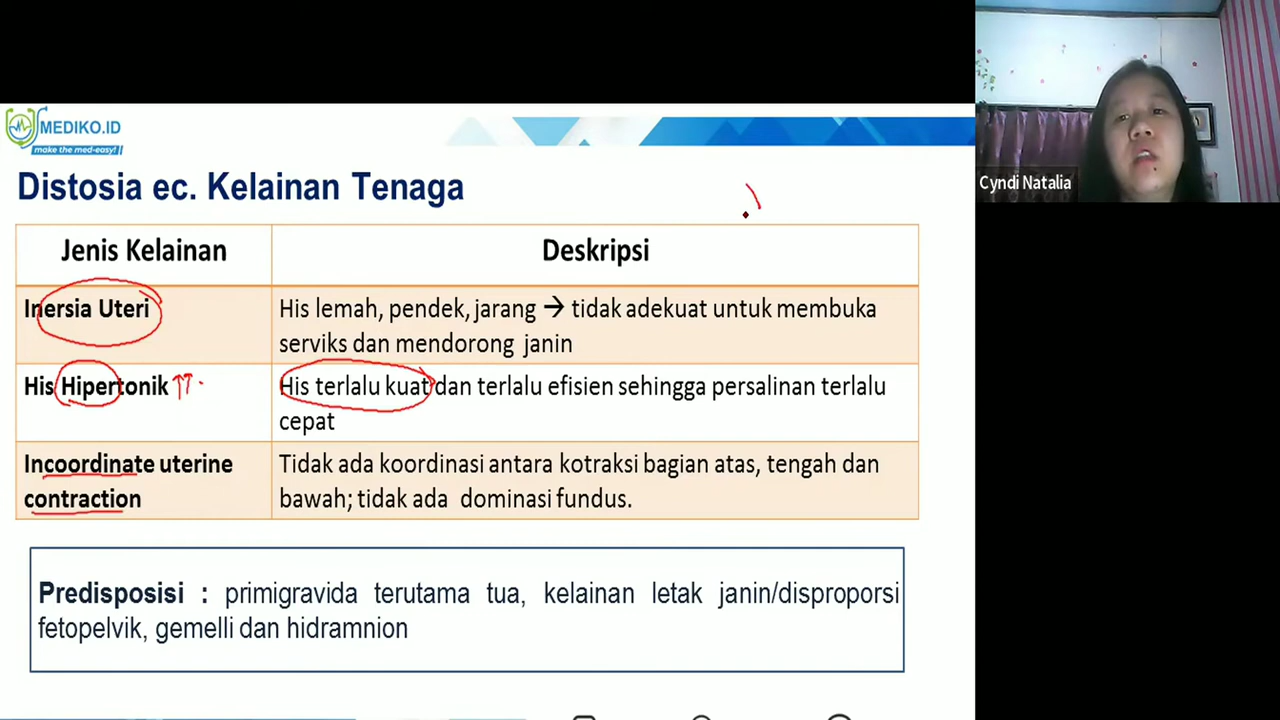 MEDIKO.ID
make the med-easy! ||
Distosia ec. Kelainan Tenaga
Jenis Kelainan
Deskripsi
Inersia Uteri
His lemah, pendek, jarang → tidak adekuat untuk membuka
serviks dan mendorong janin
His Hipertonik ↑↑
His terlalu kuat dan terlalu efisien sehingga persalinan terlalu
cepat
Incoordinate uterine
contraction
Tidak ada koordinasi antara kotraksi bagian atas, tengah dan
bawah; tidak ada dominasi fundus.
Predisposisi : primigravida terutama tua, kelainan letak janin/disproporsi
fetopelvik, gemelli dan hidramnion
Cyndi Natalia